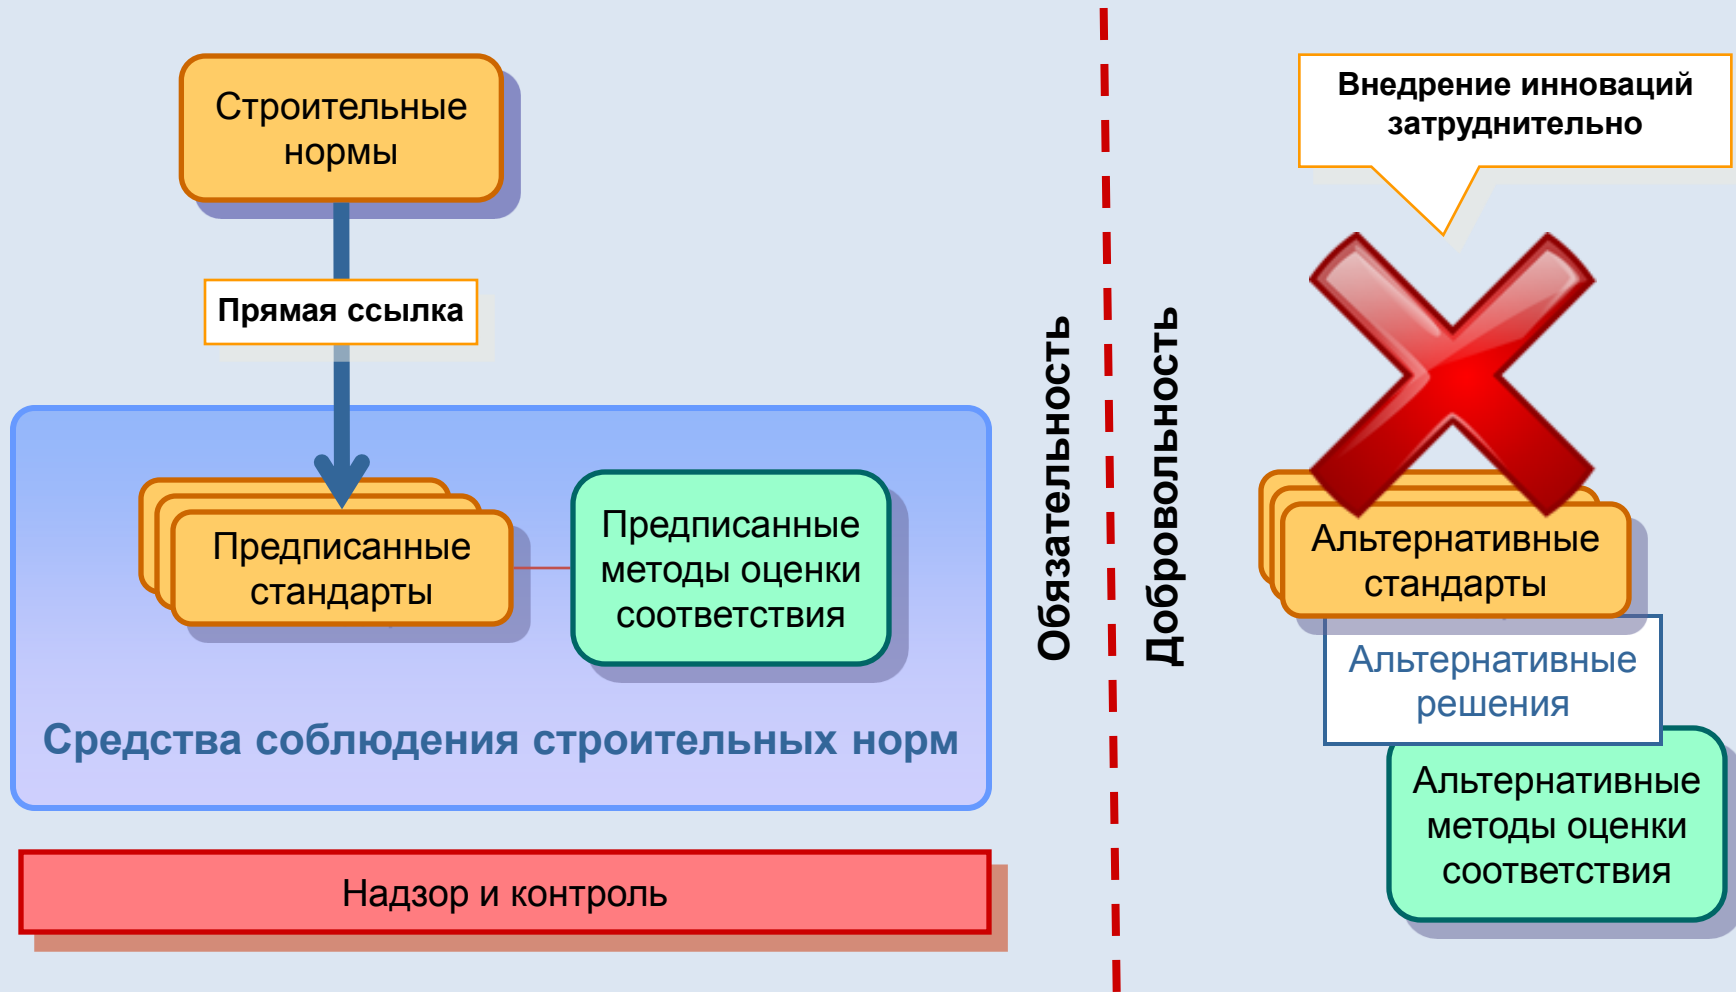 Строительные
нормы
Прямая ссылка
Предписанные
стандарты
Предписанные
методы оценки
соответствия
Средства соблюдения строительных норм
Надзор и контроль
Обязательность
Добровольность
Внедрение инноваций
затруднительно
Альтернативные
стандарты
Альтернативные
решения
Альтернативные
методы оценки
соответствия